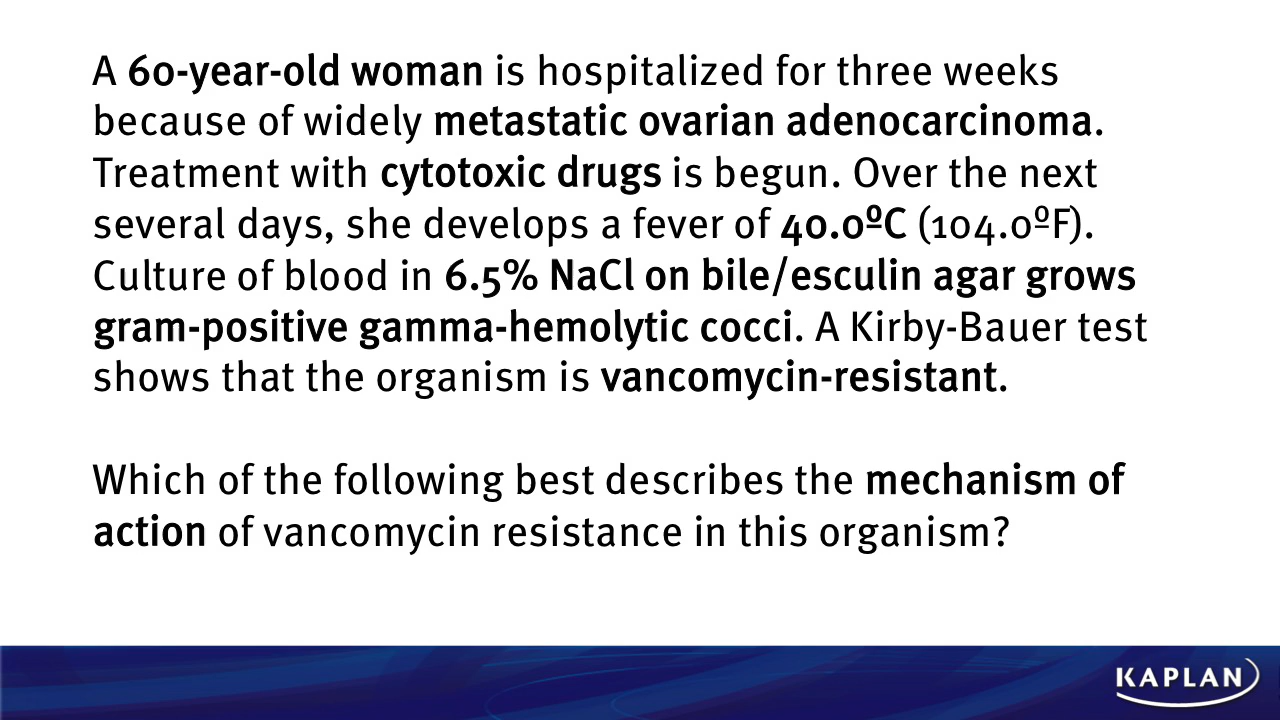 A 60-year-old woman is hospitalized for three weeks
because of widely metastatic ovarian adenocarcinoma.
Treatment with cytotoxic drugs is begun. Over the next
several days, she develops a fever of 40.0ºC (104.0ºF).
Culture of blood in 6.5% NaCl on bile/esculin agar grows
gram-positive gamma-hemolytic cocci. A Kirby-Bauer test
shows that the organism is vancomycin-resistant.
Which of the following best describes the mechanism of
action of vancomycin resistance in this organism?
KAPLAN